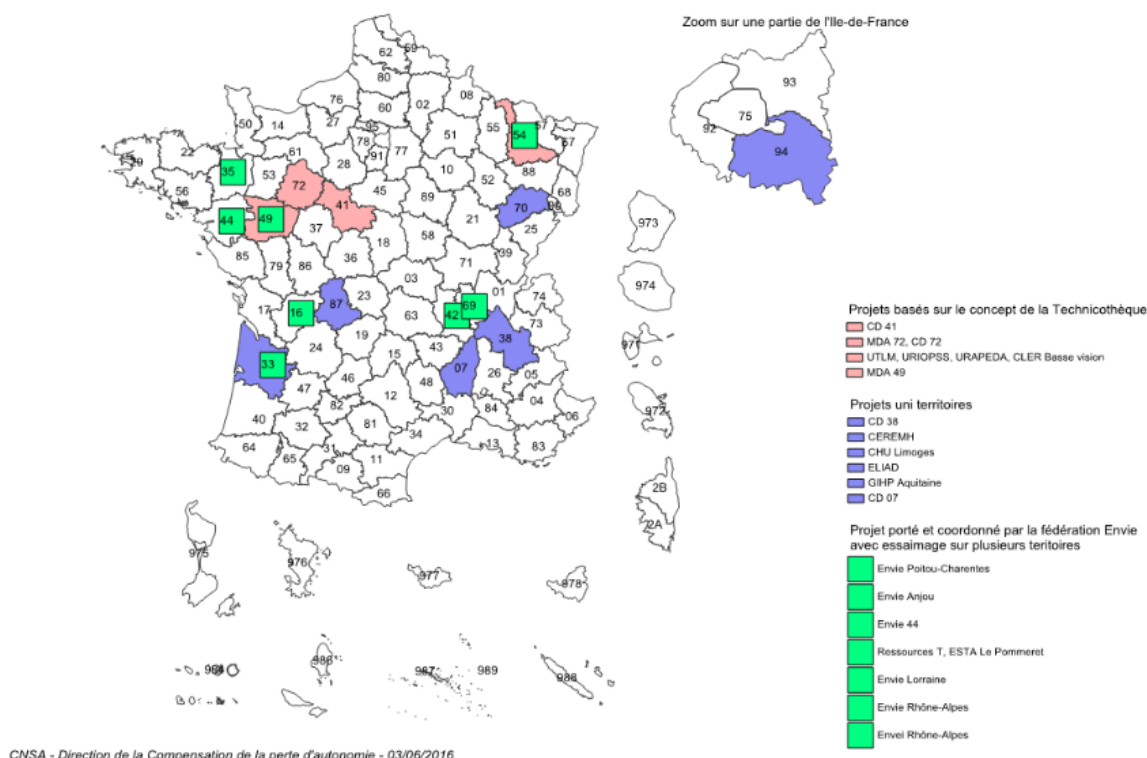 Zoom sur une partie de l'Ile-de-France
62 59
80
76 02 08
60
50 14 27 95 51 55 54 57 67
78 77
93
75
92
94
22 61 28 91 10 88
29 35 53 72 52 68
56 45 89 70 90
41
44 49 37 21 25
18 58
973
85 79 86 36 71 39
03
974
17 16 87 23 63 42 69 01 74
73
19 43 38
971
33 24 15 07 26 05
47 46 48
12 04
972
40 82 30 84 06
32 81 34 13 83
64 31
65 09 11
66
2B
2A
975 976 977 978
984 986 987 989 988
Projets basés sur le concept de la Technicothèque
CD 41
MDA 72, CD 72
UTLM, URIOPSS, URAPEDA, CLER Basse vision
MDA 49
Projets uni territoires
CD 38
CEREMH
CHU Limoges
ELIAD
GIHP Aquitaine
CD 07
Projet porté et coordonné par la fédération Envie
avec essaimage sur plusieurs teritoires
Envie Poitou-Charentes
Envie Anjou
Envie 44
Ressources T, ESTA Le Pommeret
Envie Lorraine
Envie Rhône-Alpes
Envei Rhône-Alpes
CNSA - Direction de la Compensation de la perte d'autonomie - 03/06/2016